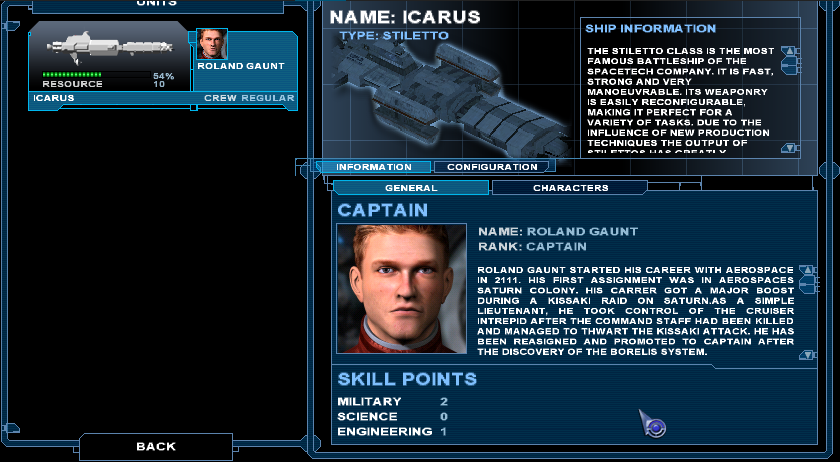 UNITS
ROLAND GAUNT
54%
RESOURCE 10
ICARUS CREW REGULAR
NAME: ICARUS
TYPE: STILETTO
SHIP INFORMATION
THE STILETTO CLASS IS THE MOST
FAMOUS BATTLESHIP OF THE
SPACETECH COMPANY. IT IS FAST,
STRONG AND VERY
MANOEUVRABLE. ITS WEAPONRY
IS EASILY RECONFIGURABLE,
MAKING IT PERFECT FOR A
VARIETY OF TASKS. DUE TO THE
INFLUENCE OF NEW PRODUCTION
TECHNIQUES THE OUTPUT OF
STILETTOS HAS GREATLY
INFORMATION CONFIGURATION
GENERAL CHARACTERS
CAPTAIN
NAME: ROLAND GAUNT
RANK: CAPTAIN
ROLAND GAUNT STARTED HIS CAREER WITH AEROSPACE
IN 2111. HIS FIRST ASSIGNMENT WAS IN AEROSPACES
SATURN COLONY. HIS CARRER GOT A MAJOR BOOST
DURING A KISSAKI RAID ON SATURN.AS A SIMPLE
LIEUTENANT, HE TOOK CONTROL OF THE CRUISER
INTREPID AFTER THE COMMAND STAFF HAD BEEN KILLED
AND MANAGED TO THWART THE KISSAKI ATTACK. HE HAS
BEEN REASIGNED AND PROMOTED TO CAPTAIN AFTER
THE DISCOVERY OF THE BORELIS SYSTEM.
SKILL POINTS
MILITARY 2
SCIENCE 0
ENGINEERING 1
BACK